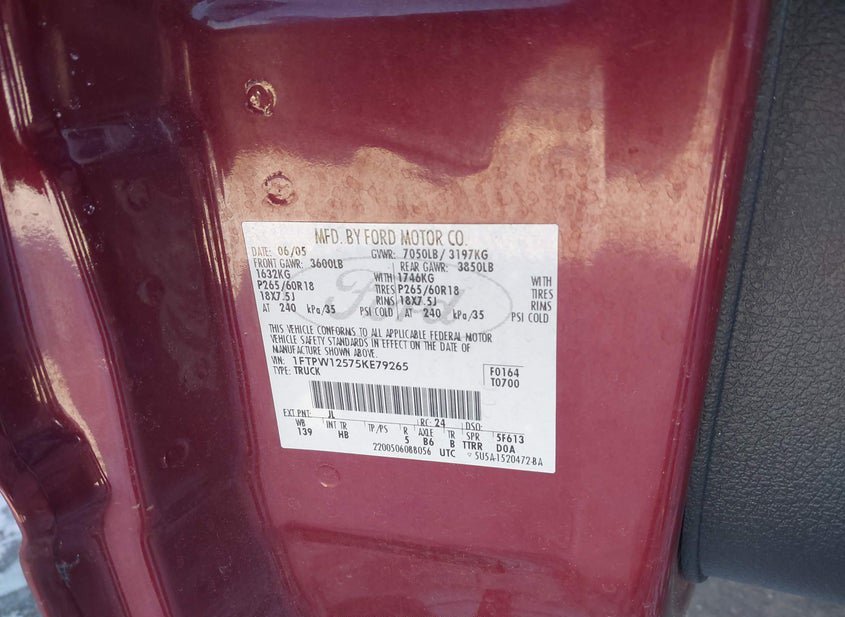 MFD. BY FORD MOTOR CO.
DATE: 06/05 GVWR: 7050LB/ 3197KG
FRONT GAWR: 3600LB REAR GAWR: 3850LB
1632KG WITH 1746KG WITH
P265/60R18 TIRES P265/60R18 TIRES
18X7.5J RIMS 18X7.5J RIMS
AT 240 kPa/35 PSI COLD AT 240 kPa/35 PSI COLD
Ford
THIS VEHICLE CONFORMS TO ALL APPLICABLE FEDERAL MOTOR
VEHICLE SAFETY STANDARDS IN EFFECT ON THE DATE OF
MANUFACTURE SHOWN ABOVE.
VIN: 1FTPW12575KE79265
TYPE: TRUCK
F0164
T0700
EXT PNT: JL RC: 24 DSO:
WB INT TR TP/PS R AXLE TR SPR 5F613
139 HB 5 B6 B TTRR DOA
2200506088056 UTC ▽ 5U5A-1520472-BA